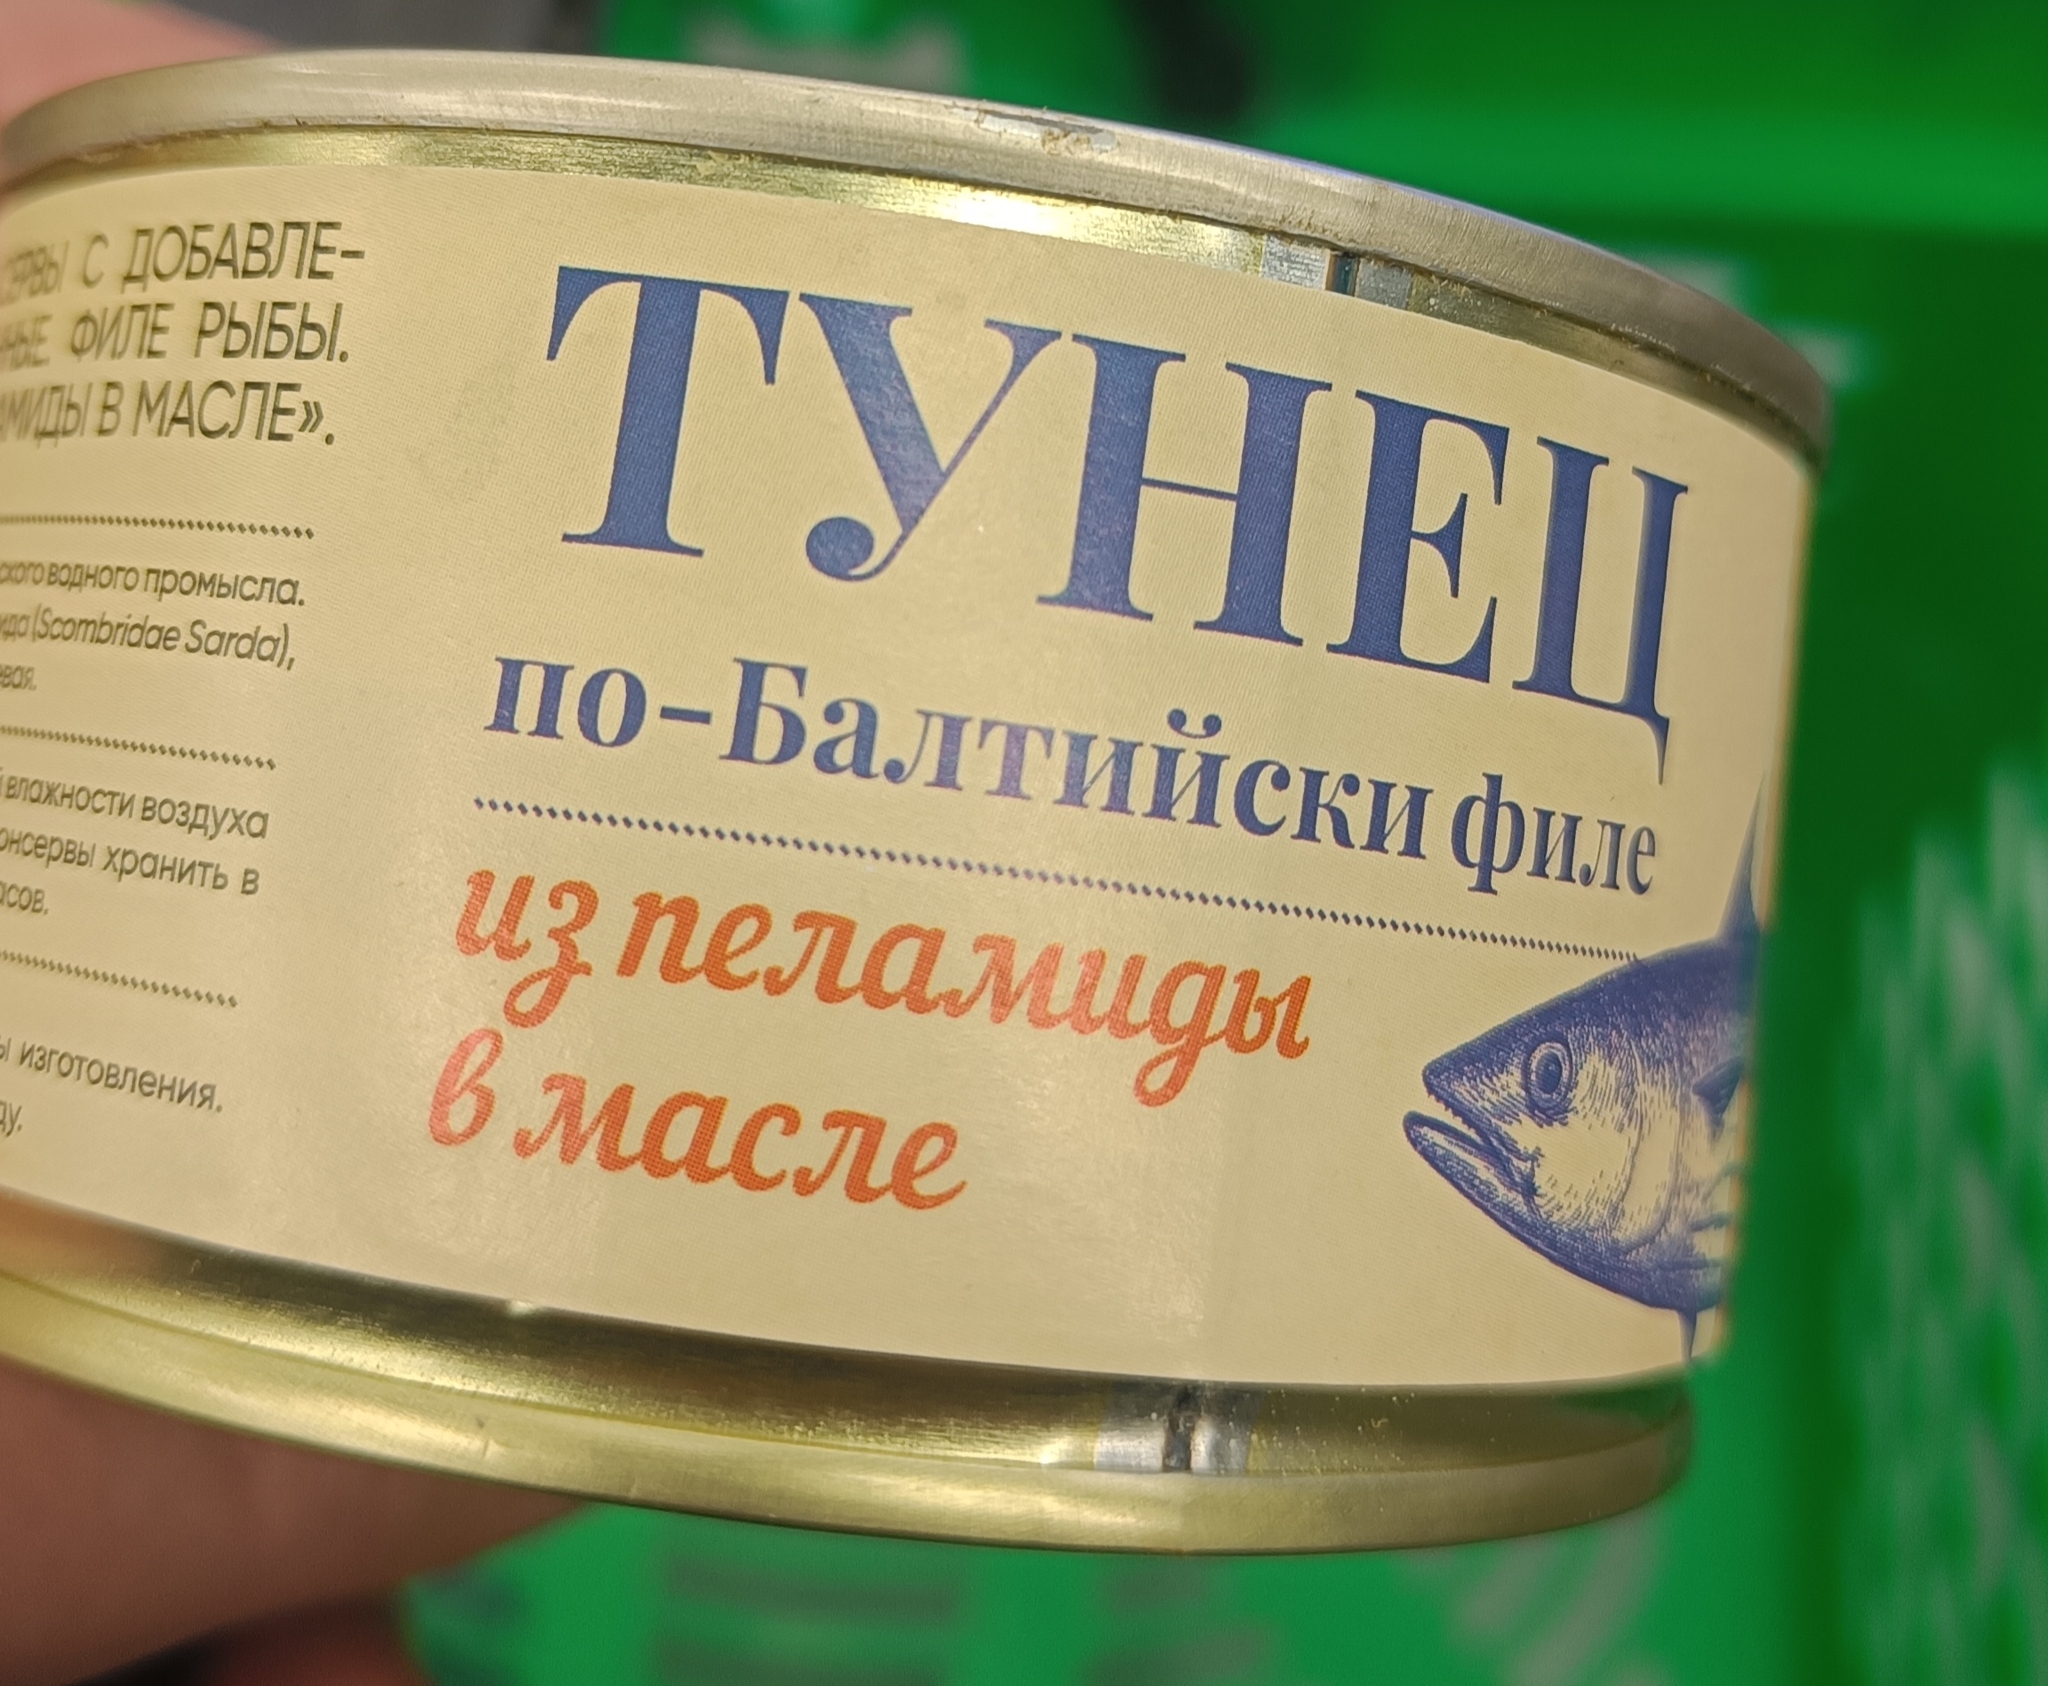 С ДОБАВЛЕ-
ФИЛЕ РЫБЫ.
В МАСЛЕ».
водного промысла.
(Scombridae Sarda),
влажности воздуха
хранить в
изготовления.
ТУНЕЦ
по-Балтийски филе
из пеламиды
в масле